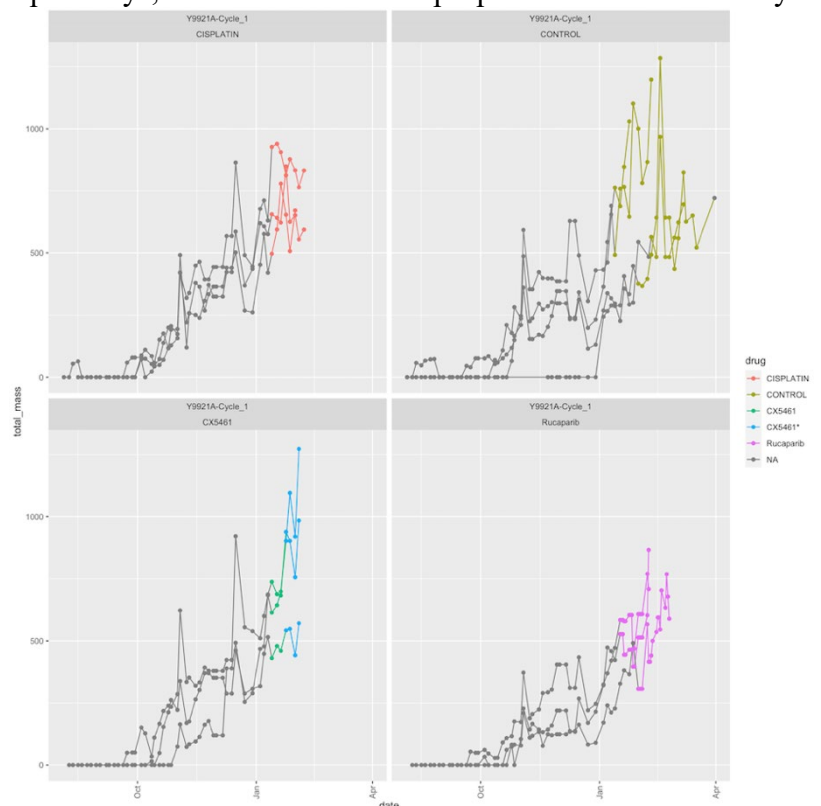 Y9921A-Cycle_1
CISPLATIN
Y9921A-Cycle_1
CONTROL
1000
500
0
total_mass
Y9921A-Cycle_1
CX5461
Y9921A-Cycle_1
Rucaparib
1000
500
0
Oct
Jan
Apr
Oct
Jan
Apr
date
drug
CISPLATIN
CONTROL
CX5461
CX5461*
Rucaparib
NA